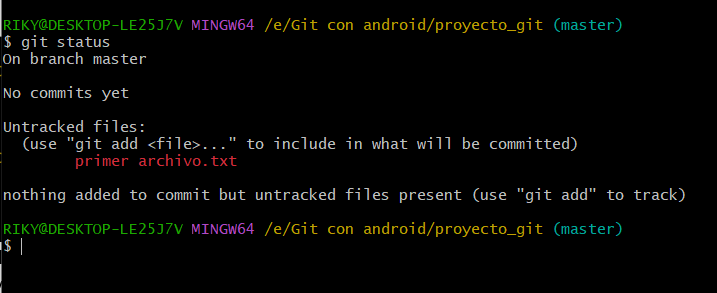 RIKY@DESKTOP-LE25J7V MINGW64 /e/Git con android/proyecto_git (master)
$ git status
On branch master
No commits yet
Untracked files:
(use "git add <file>..." to include in what will be committed)
primer archivo.txt
nothing added to commit but untracked files present (use "git add" to track)
RIKY@DESKTOP-LE25J7V MINGW64 /e/Git con android/proyecto_git (master)
$